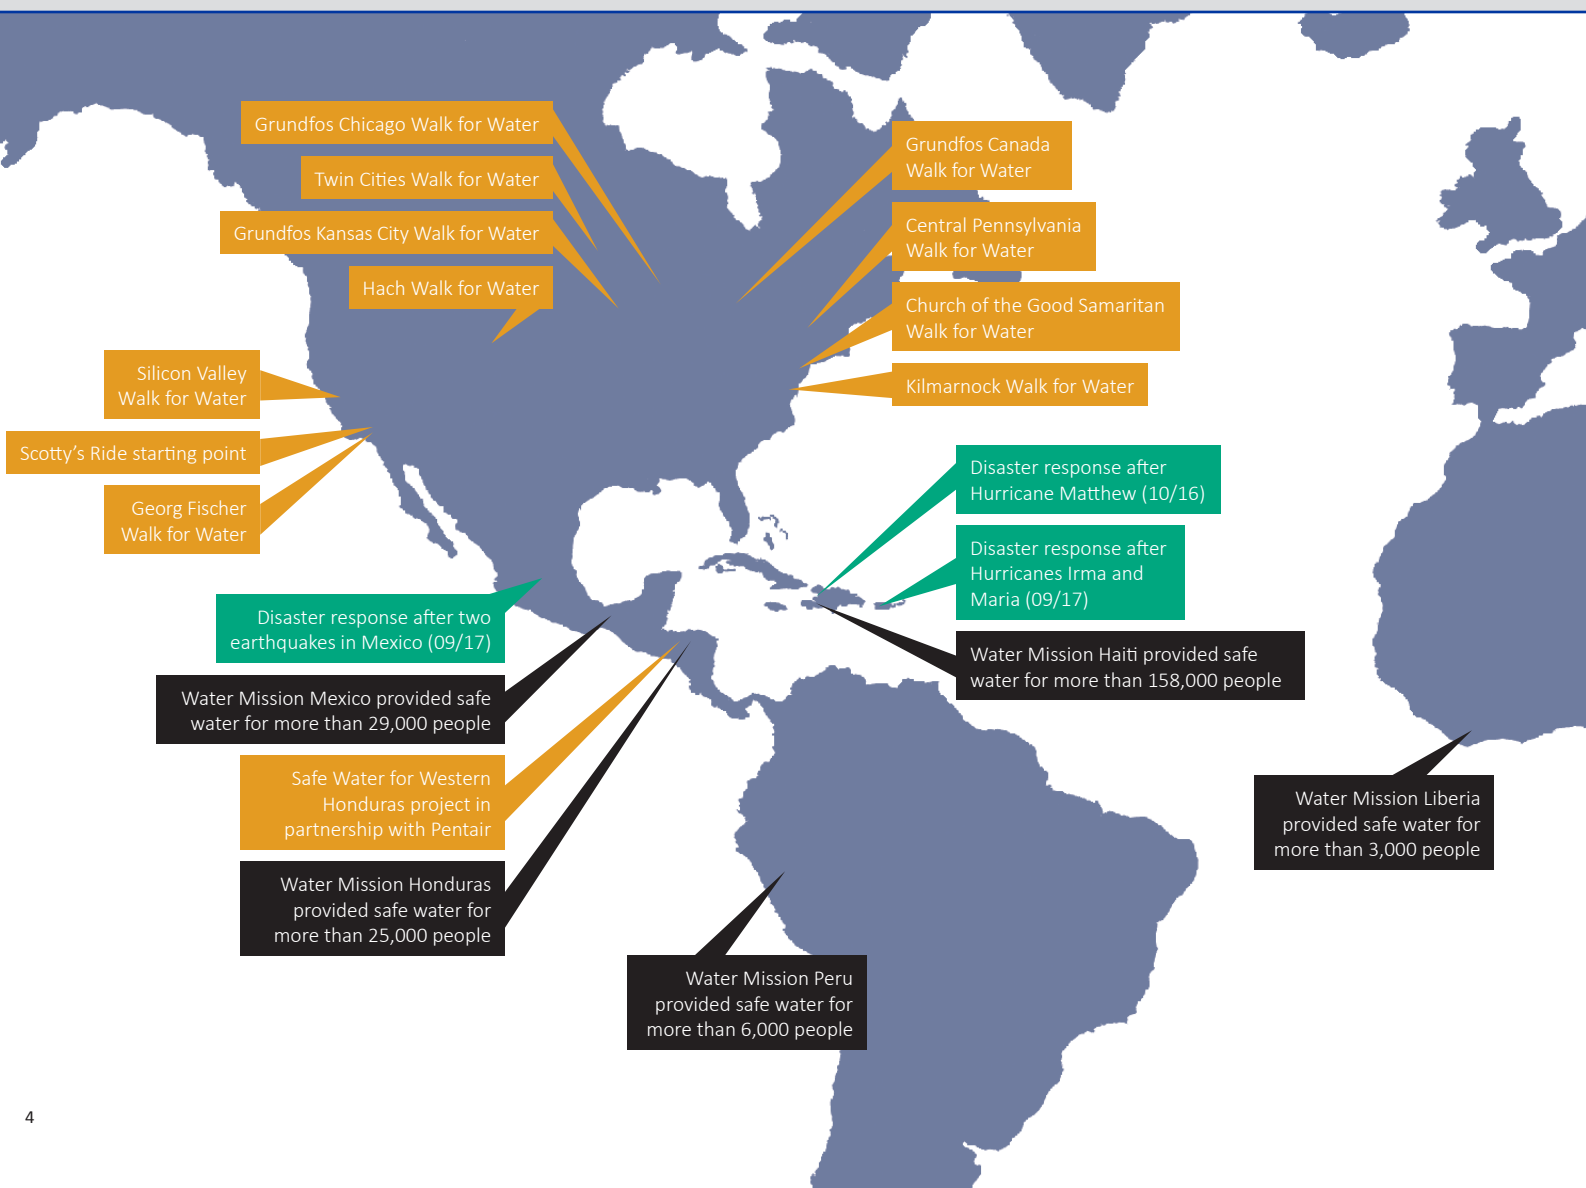 Grundfos Chicago Walk for Water
Twin Cities Walk for Water
Grundfos Kansas City Walk for Water
Hach Walk for Water
Silicon Valley
Walk for Water
Scotty’s Ride starting point
Georg Fischer
Walk for Water
Grundfos Canada
Walk for Water
Central Pennsylvania
Walk for Water
Church of the Good Samaritan
Walk for Water
Kilmarnock Walk for Water
Disaster response after
Hurricane Matthew (10/16)
Disaster response after
Hurricanes Irma and
Maria (09/17)
Water Mission Haiti provided safe
water for more than 158,000 people
Disaster response after two
earthquakes in Mexico (09/17)
Water Mission Mexico provided safe
water for more than 29,000 people
Safe Water for Western
Honduras project in
partnership with Pentair
Water Mission Honduras
provided safe water for
more than 25,000 people
Water Mission Peru
provided safe water for
more than 6,000 people
Water Mission Liberia
provided safe water for
more than 3,000 people
4